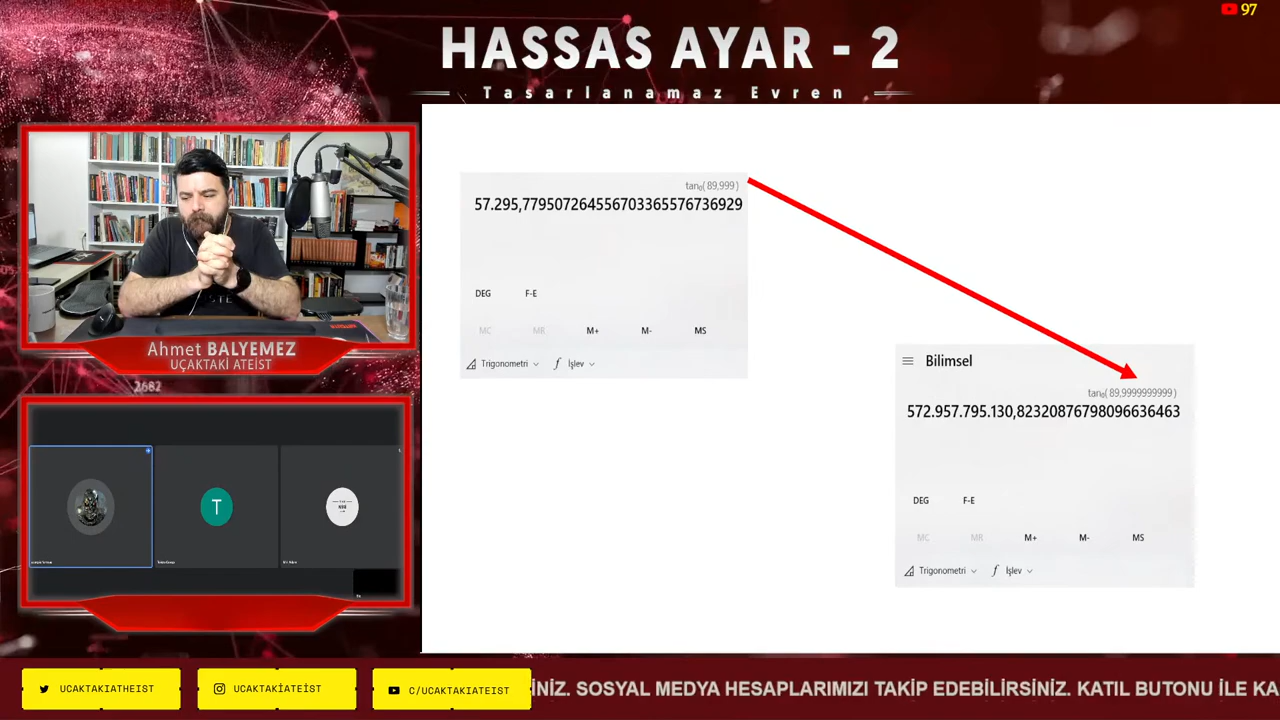 97
HASSAS AYAR - 2
Tasarlanamaz Evren
Ahmet BALYEMEZ
UÇAKTAKİ ATEİST
2682
T
tan₀( 89,999 )
57.295,779507264556703365576736929
DEG F-E
MC MR M+ M- MS
Trigonometri İşlev
Bilimsel
tan₀( 89,9999999999 )
572.957.795.130,82320876798096636463
DEG F-E
MC MR M+ M- MS
Trigonometri İşlev
UCAKTAKIATHEIST
UCAKTAKİATEİST
C/UCAKTAKIATEIST
İNİZ. SOSYAL MEDYA HESAPLARIMIZI TAKİP EDEBİLİRSİNİZ. KATIL BUTONU İLE KA